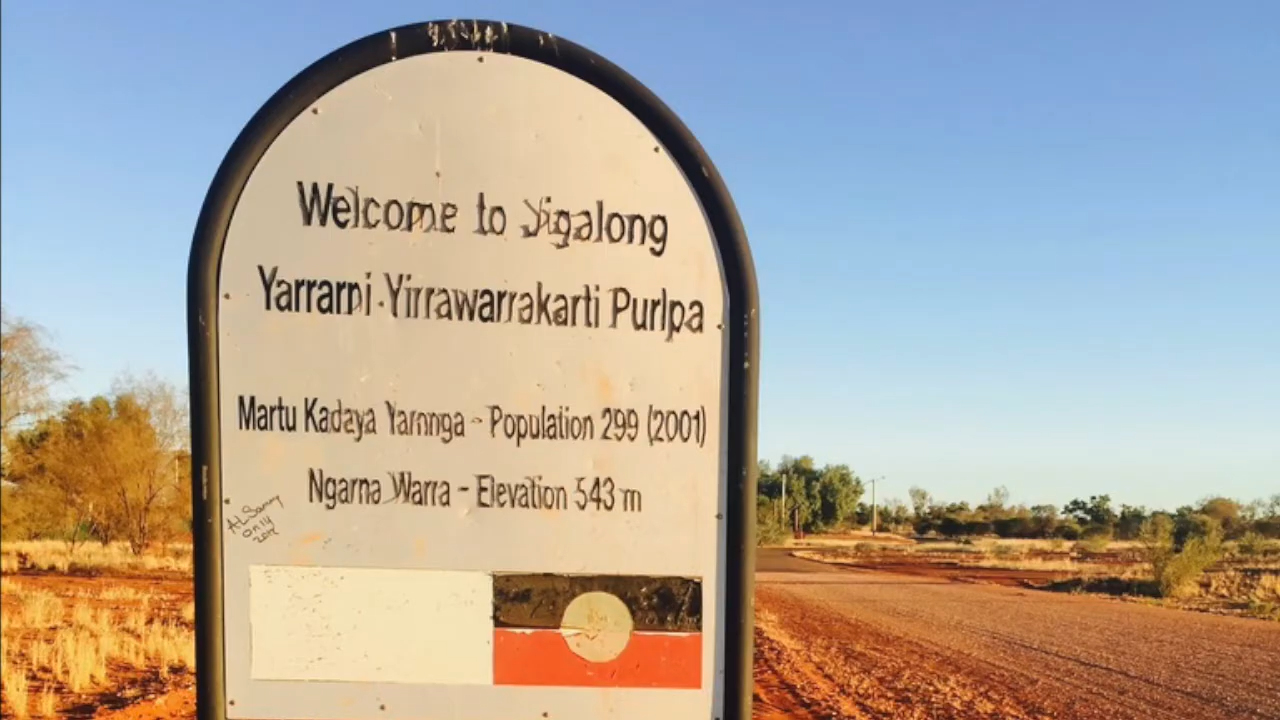 Welcome to Jigalong
Yarrarni Yirrawarrakarti Purlpa
Martu Kadaya Yarnnga - Population 299 (2001)
Ngarna Warra - Elevation 543 m